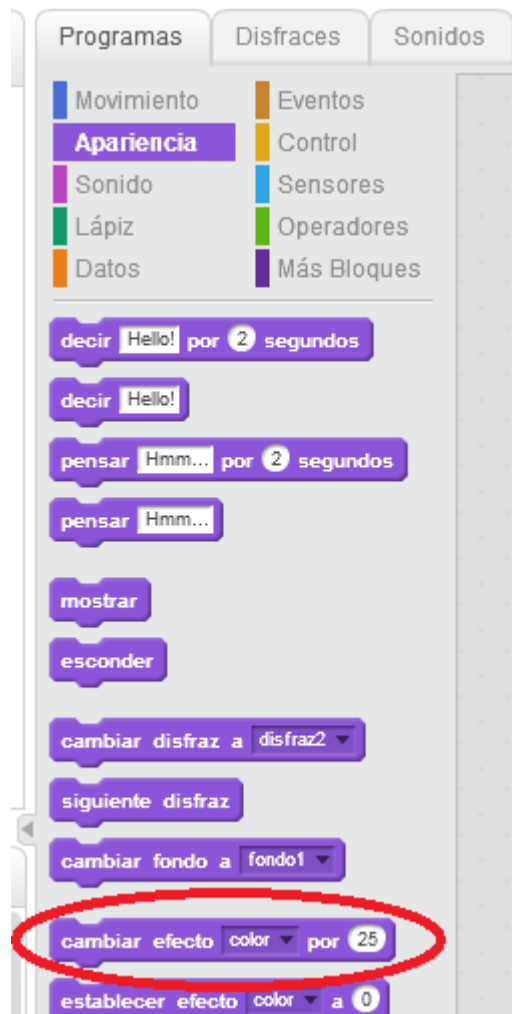 Programas Disfraces Sonidos
Movimiento Eventos
Apariencia Control
Sonido Sensores
Lápiz Operadores
Datos Más Bloques
decir Hello! por 2 segundos
decir Hello!
pensar Hmm... por 2 segundos
pensar Hmm...
mostrar
esconder
cambiar disfraz a disfraz2
siguiente disfraz
cambiar fondo a fondo1
cambiar efecto color por 25
establecer efecto color a 0